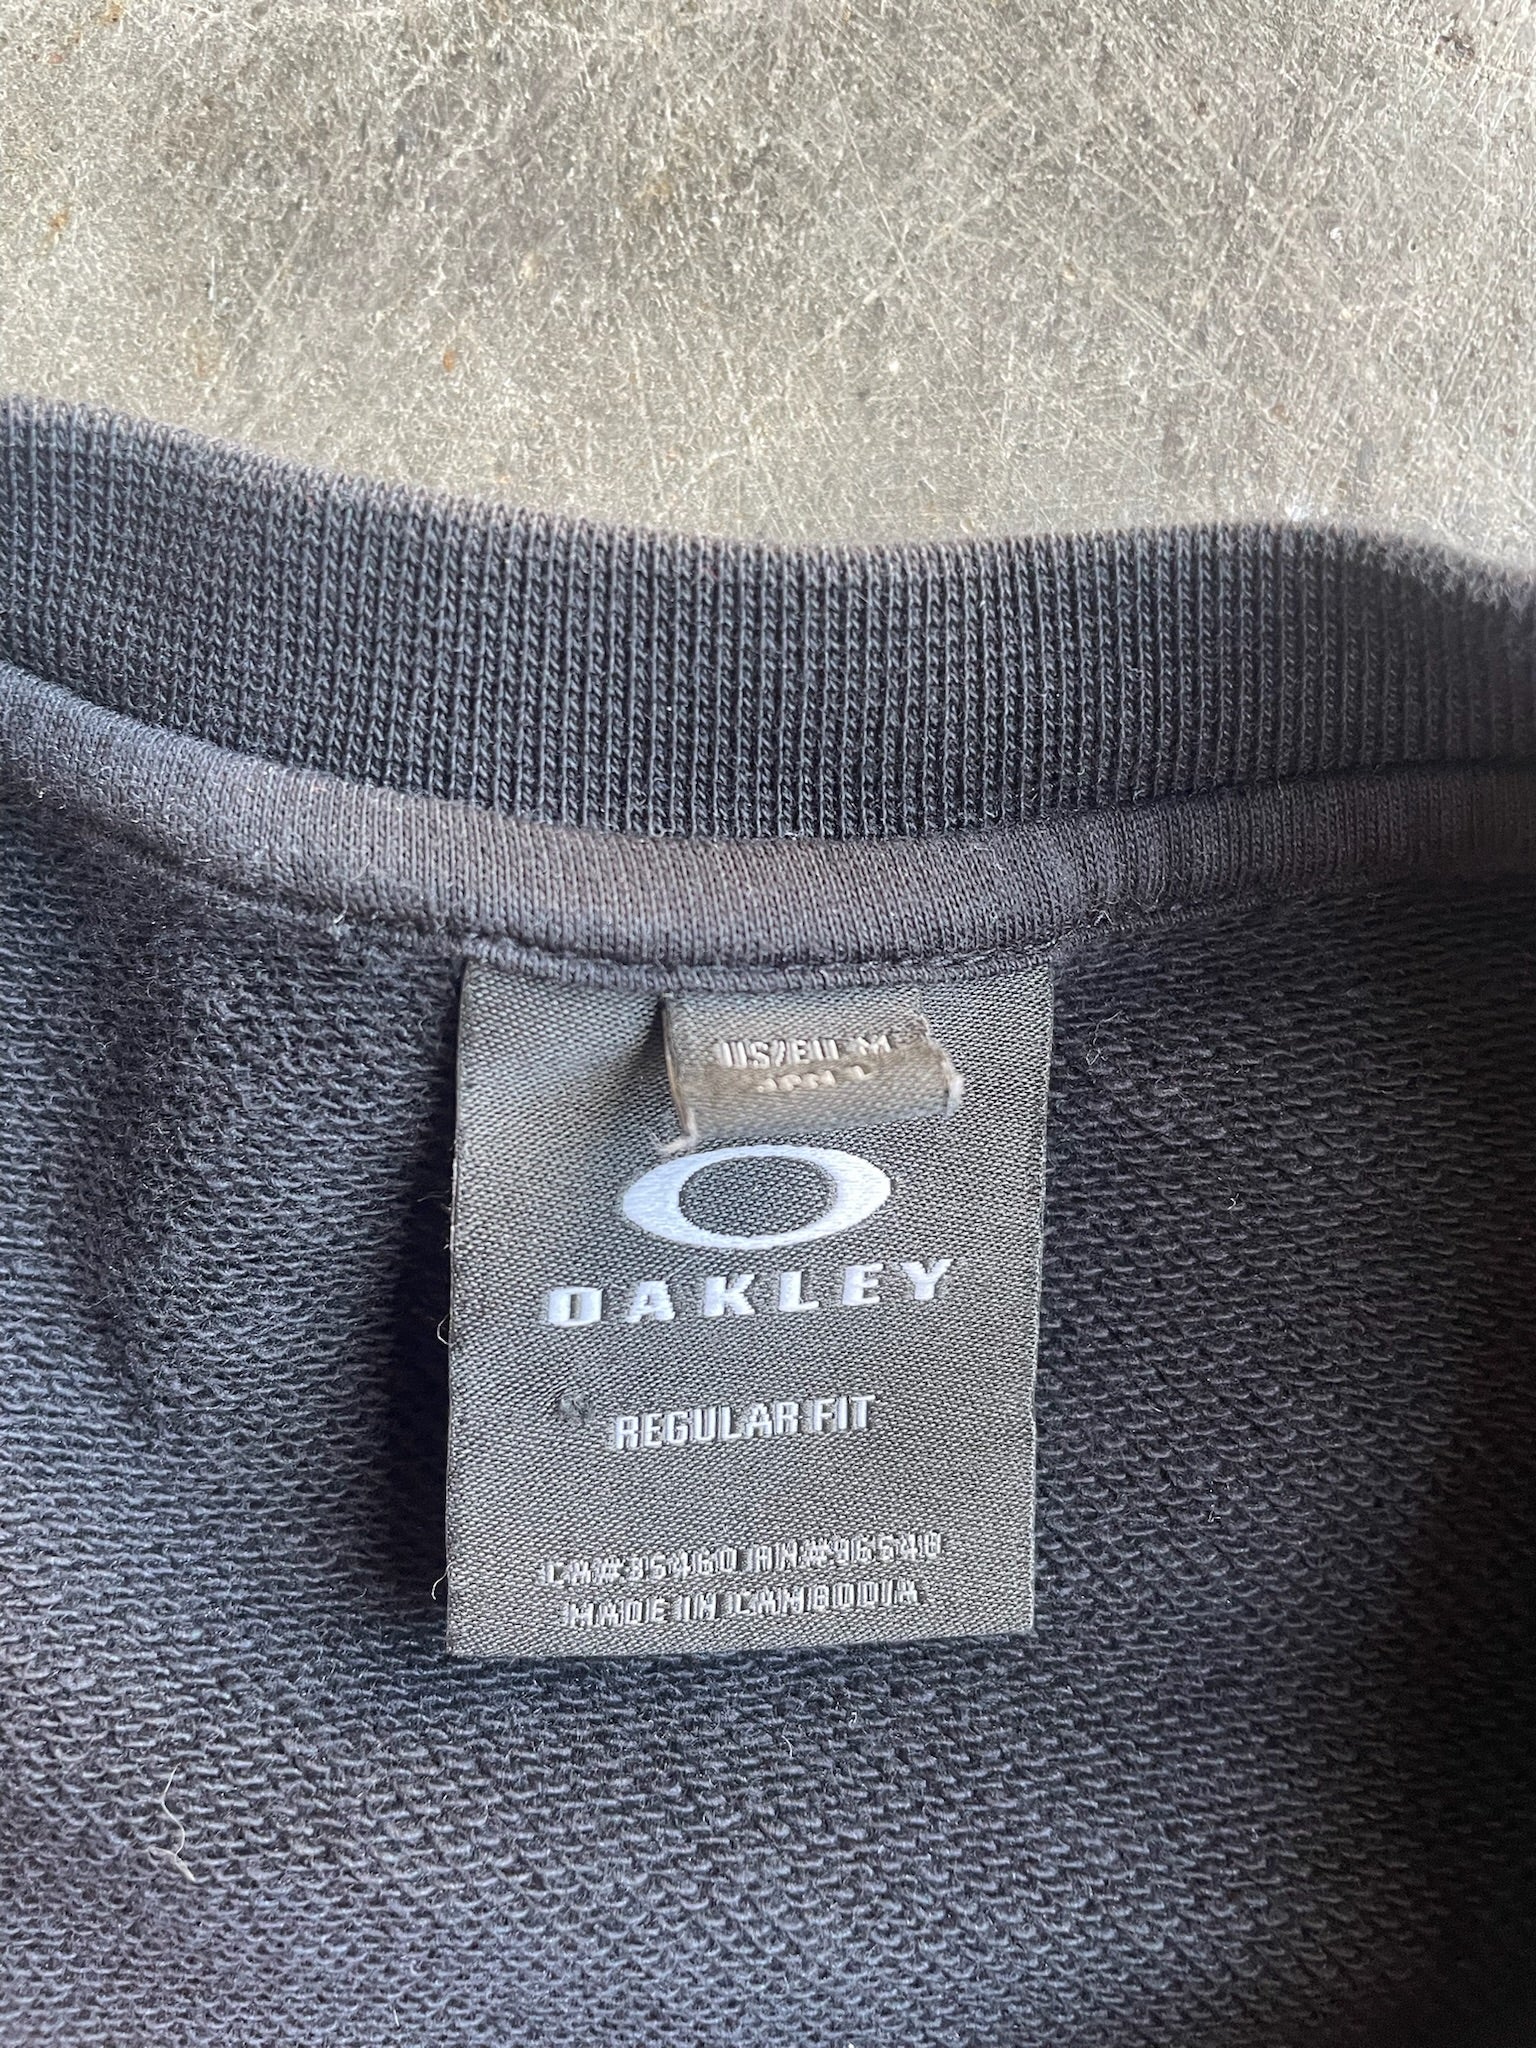 US/EU M
OAKLEY
REGULAR FIT
CA#35460 RN#96548
MADE IN CAMBODIA